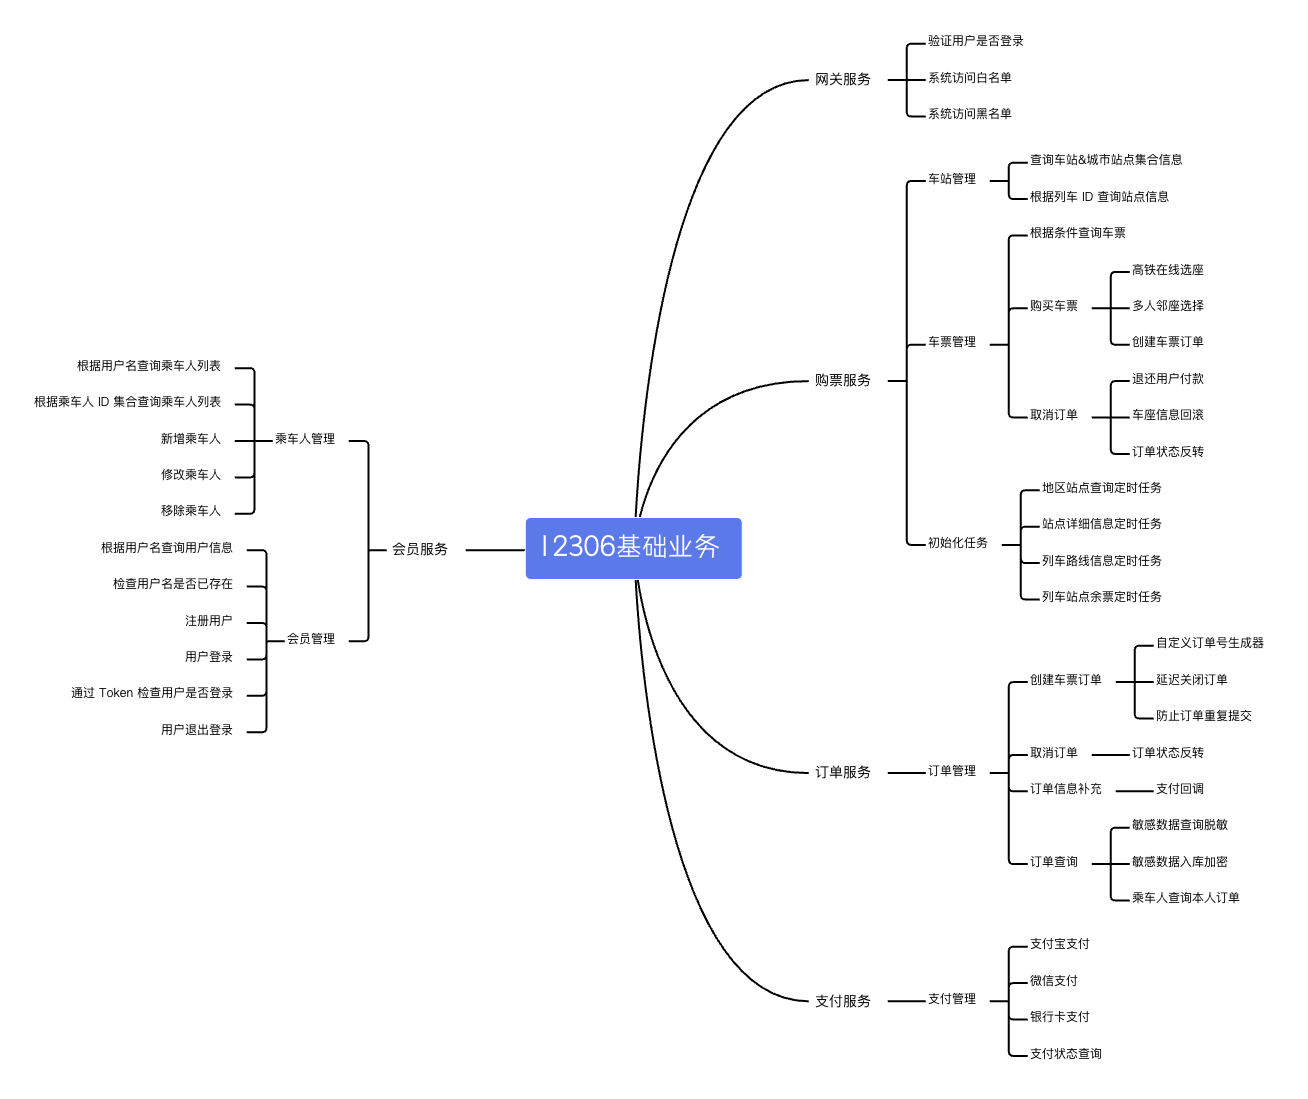 12306基础业务
网关服务
验证用户是否登录
系统访问白名单
系统访问黑名单
购票服务
车站管理
查询车站&城市站点集合信息
根据列车 ID 查询站点信息
车票管理
根据条件查询车票
购买车票
高铁在线选座
多人邻座选择
创建车票订单
取消订单
退还用户付款
车座信息回滚
订单状态反转
初始化任务
地区站点查询定时任务
站点详细信息定时任务
列车路线信息定时任务
列车站点余票定时任务
订单服务
订单管理
创建车票订单
自定义订单号生成器
延迟关闭订单
防止订单重复提交
取消订单
订单状态反转
订单信息补充
支付回调
订单查询
敏感数据查询脱敏
敏感数据入库加密
乘车人查询本人订单
支付服务
支付管理
支付宝支付
微信支付
银行卡支付
支付状态查询
会员服务
乘车人管理
根据用户名查询乘车人列表
根据乘车人 ID 集合查询乘车人列表
新增乘车人
修改乘车人
移除乘车人
会员管理
根据用户名查询用户信息
检查用户名是否已存在
注册用户
用户登录
通过 Token 检查用户是否登录
用户退出登录